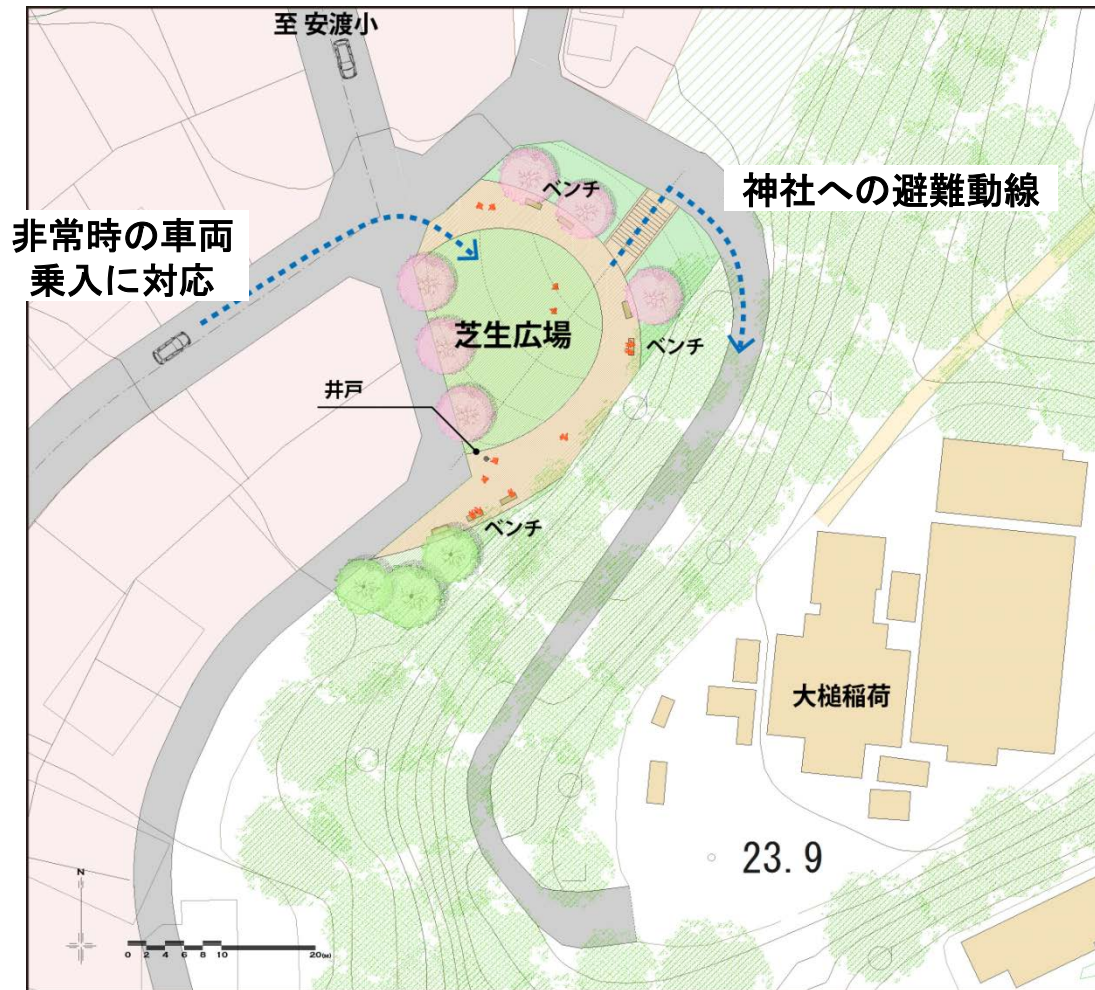 至 安渡小
ベンチ
神社への避難動線
非常時の車両
乗入に対応
芝生広場
ベンチ
井戸
ベンチ
大槌稲荷
23.9
N
0 2 4 6 8 10 20(m)